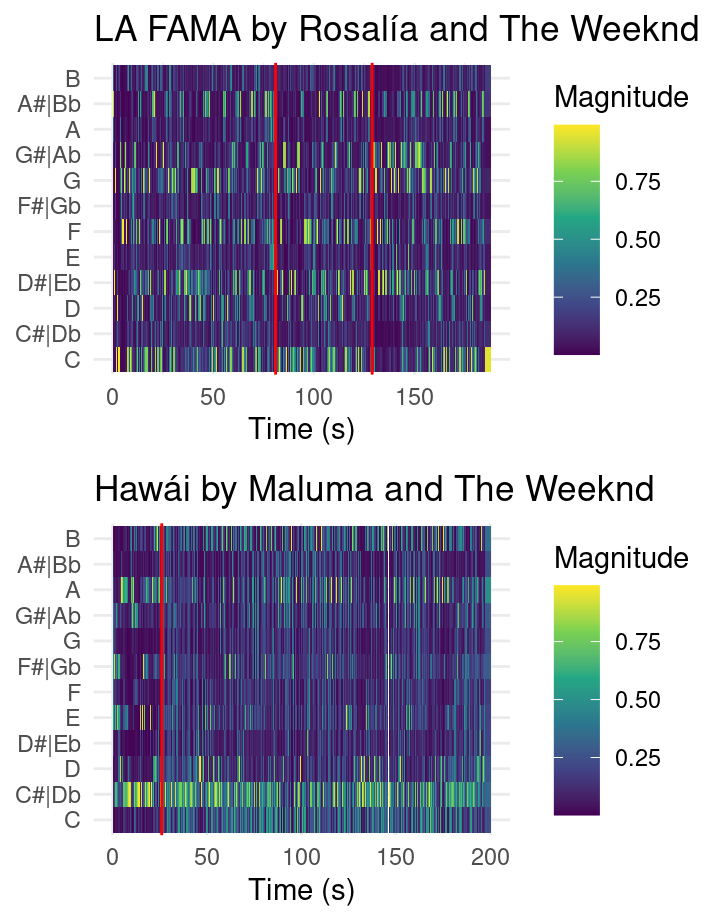 LA FAMA by Rosalía and The Weeknd
B
A#|Bb
A
G#|Ab
G
F#|Gb
F
E
D#|Eb
D
C#|Db
C
0 50 100 150
Time (s)
Magnitude
0.75
0.50
0.25
Hawái by Maluma and The Weeknd
B
A#|Bb
A
G#|Ab
G
F#|Gb
F
E
D#|Eb
D
C#|Db
C
0 50 100 150 200
Time (s)
Magnitude
0.75
0.50
0.25